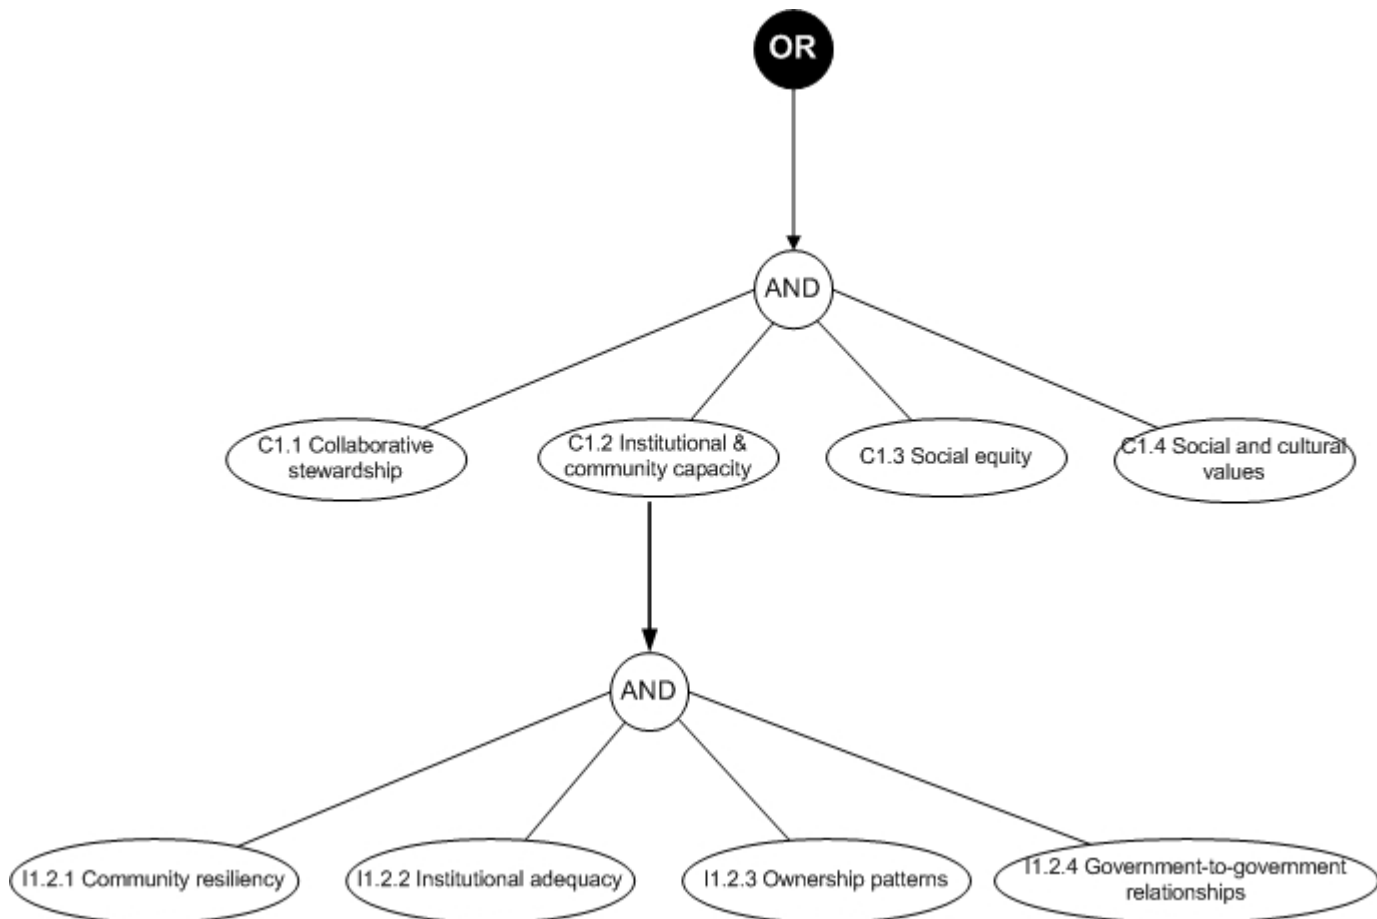 OR
AND
C1.1 Collaborative
stewardship
C1.2 Institutional &
community capacity
C1.3 Social equity
C1.4 Social and cultural
values
AND
I1.2.1 Community resiliency
I1.2.2 Institutional adequacy
I1.2.3 Ownership patterns
I1.2.4 Government-to-government
relationships